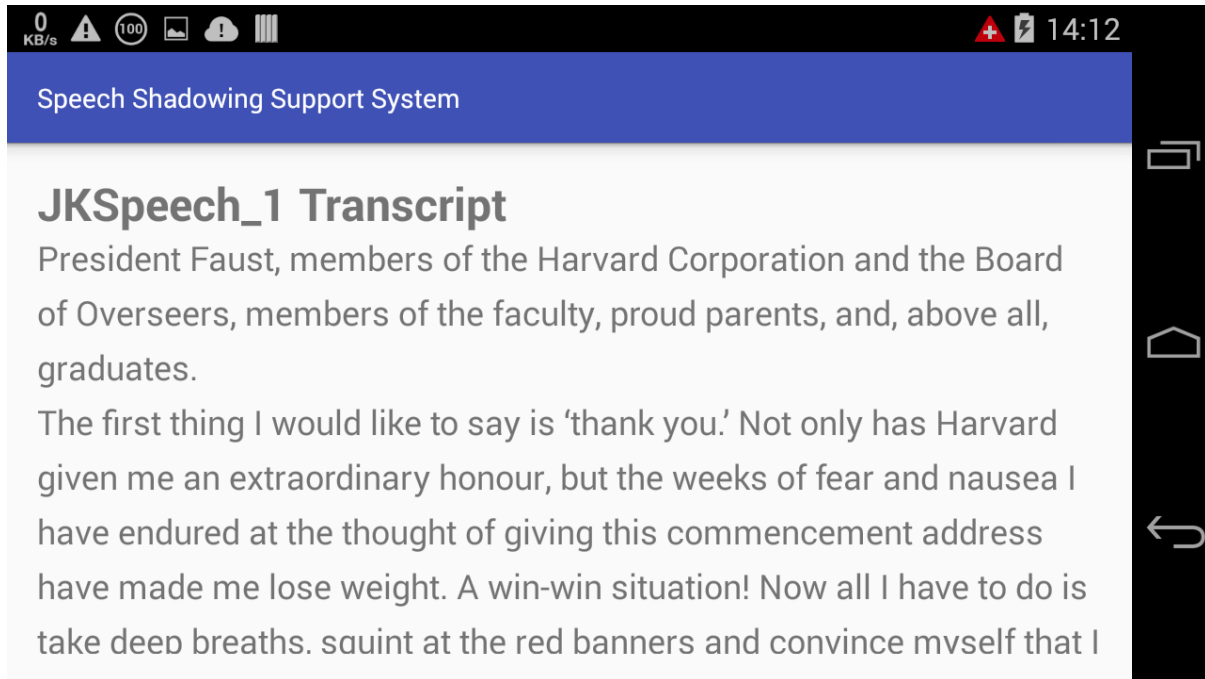 0
KB/s
100
14:12
Speech Shadowing Support System
JKSpeech_1 Transcript
President Faust, members of the Harvard Corporation and the Board
of Overseers, members of the faculty, proud parents, and, above all,
graduates.
The first thing I would like to say is ‘thank you.’ Not only has Harvard
given me an extraordinary honour, but the weeks of fear and nausea I
have endured at the thought of giving this commencement address
have made me lose weight. A win-win situation! Now all I have to do is
take deep breaths, squint at the red banners and convince myself that I